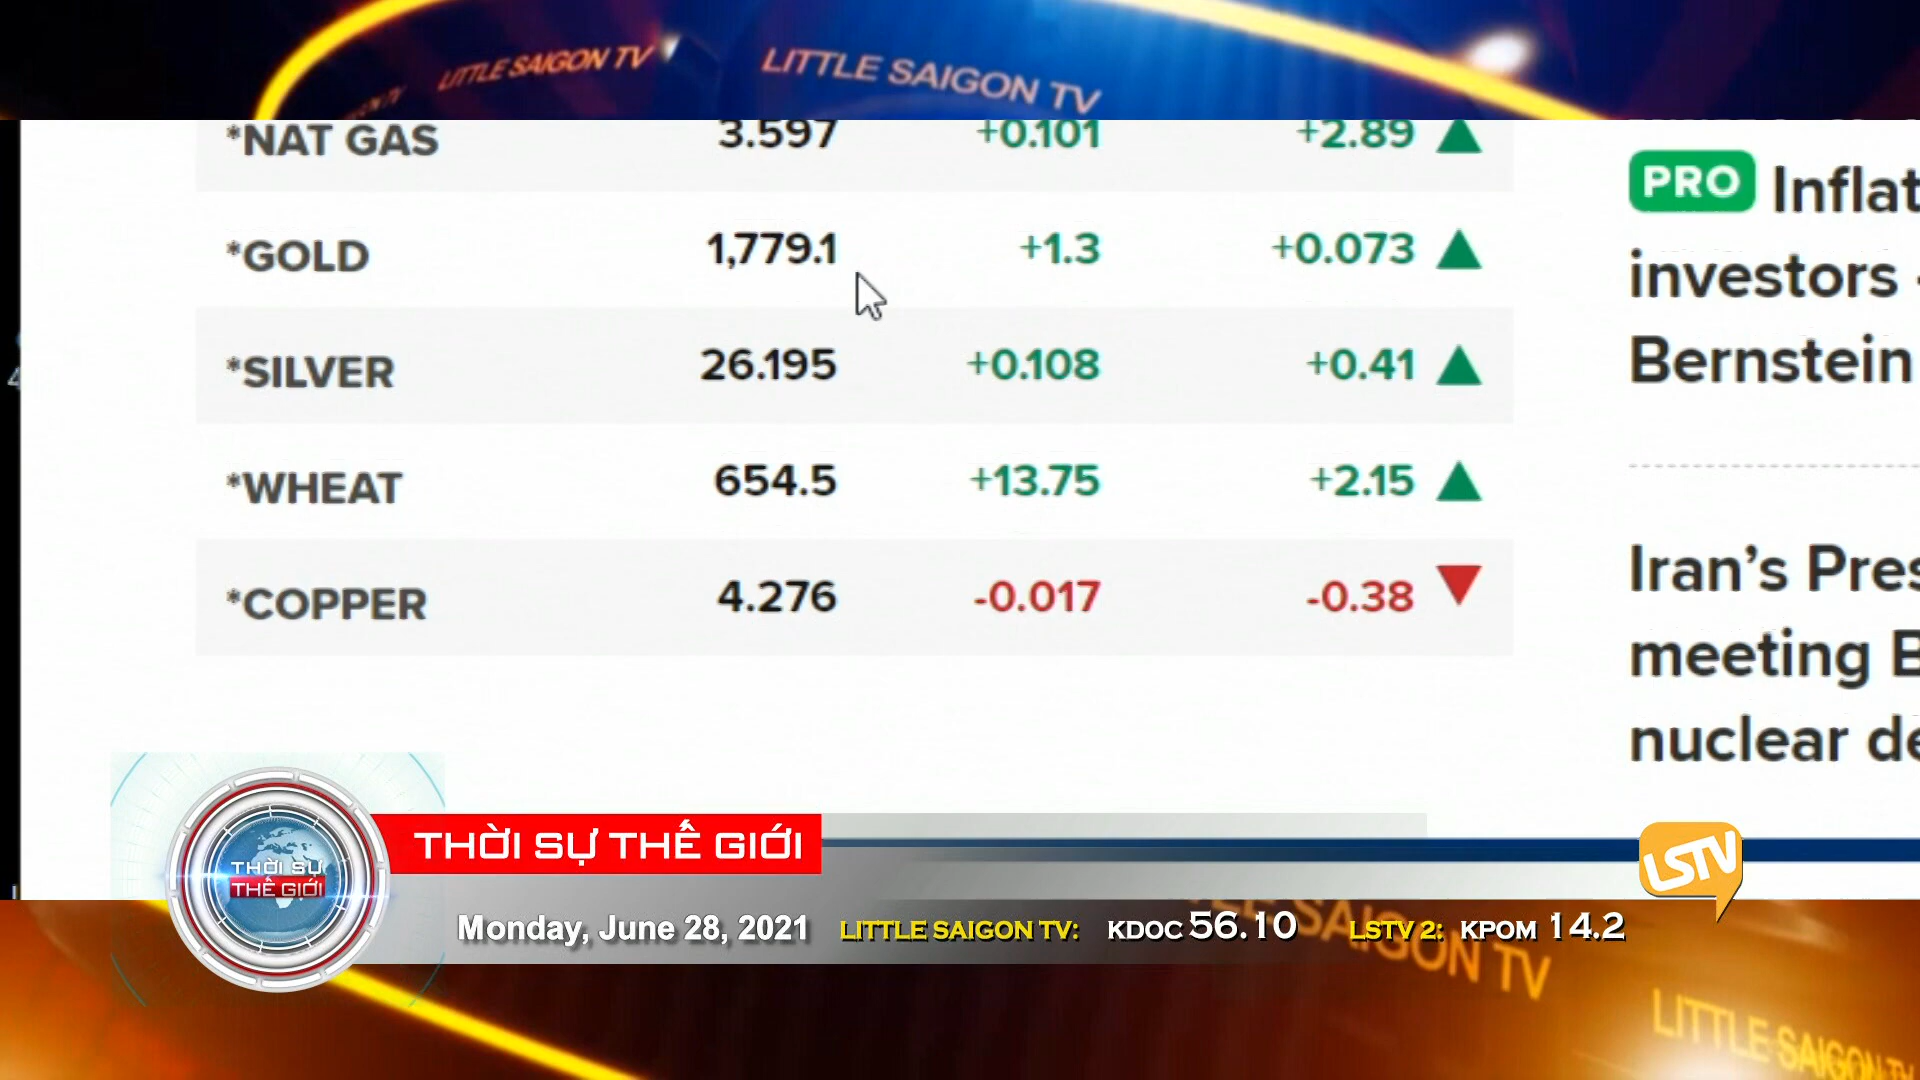 LITTLE SAIGON TV
LITTLE SAIGON TV
*NAT GAS 3.597 +0.101 +2.89
*GOLD 1,779.1 +1.3 +0.073
*SILVER 26.195 +0.108 +0.41
*WHEAT 654.5 +13.75 +2.15
*COPPER 4.276 -0.017 -0.38
PRO Inflat
investors -
Bernstein
Iran's Pres
meeting B
nuclear de
THỜI SỰ
THẾ GIỚI
THỜI SỰ THẾ GIỚI
LSTV
Monday, June 28, 2021 LITTLE SAIGON TV: KDOC 56.10 LSTV 2: KPOM 14.2
SAIGON TV
LITTLE SAIGON TV